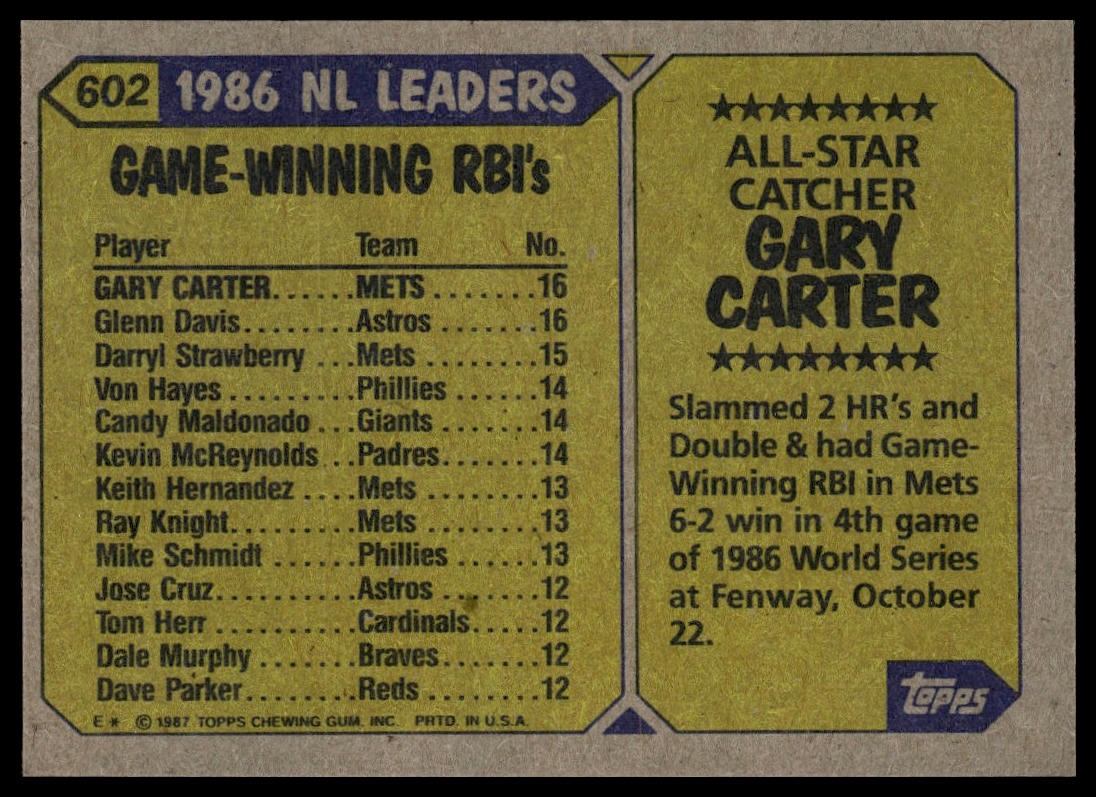 602 1986 NL LEADERS
GAME-WINNING RBI's
Player Team No.
GARY CARTER......METS.......16
Glenn Davis........Astros.......16
Darryl Strawberry ...Mets ........15
Von Hayes.........Phillies......14
Candy Maldonado ...Giants.......14
Kevin McReynolds...Padres......14
Keith Hernandez ....Mets ........13
Ray Knight.........Mets ........13
Mike Schmidt ......Phillies......13
Jose Cruz..........Astros.......12
Tom Herr ..........Cardinals.....12
Dale Murphy .......Braves.......12
Dave Parker........Reds ........12
E * © 1987 TOPPS CHEWING GUM, INC. PRTD. IN U.S.A.
★★★★★★★★
ALL-STAR
CATCHER
GARY
CARTER
★★★★★★★★
Slammed 2 HR's and
Double & had Game-
Winning RBI in Mets
6-2 win in 4th game
of 1986 World Series
at Fenway, October
22.
topps